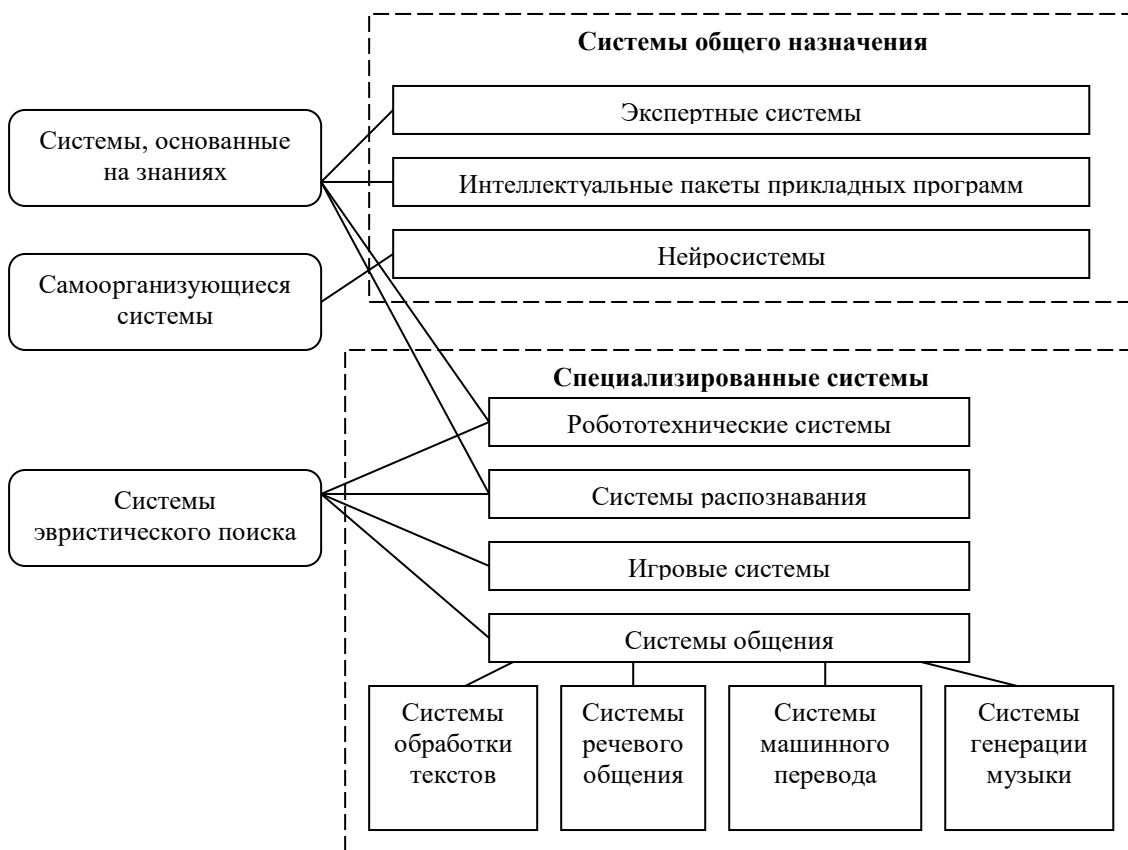 Системы общего назначения
Экспертные системы
Системы, основанные
на знаниях
Интеллектуальные пакеты прикладных программ
Нейросистемы
Самоорганизующиеся
системы
Специализированные системы
Робототехнические системы
Системы
эвристического поиска
Системы распознавания
Игровые системы
Системы общения
Системы
обработки
текстов
Системы
речевого
общения
Системы
машинного
перевода
Системы
генерации
музыки